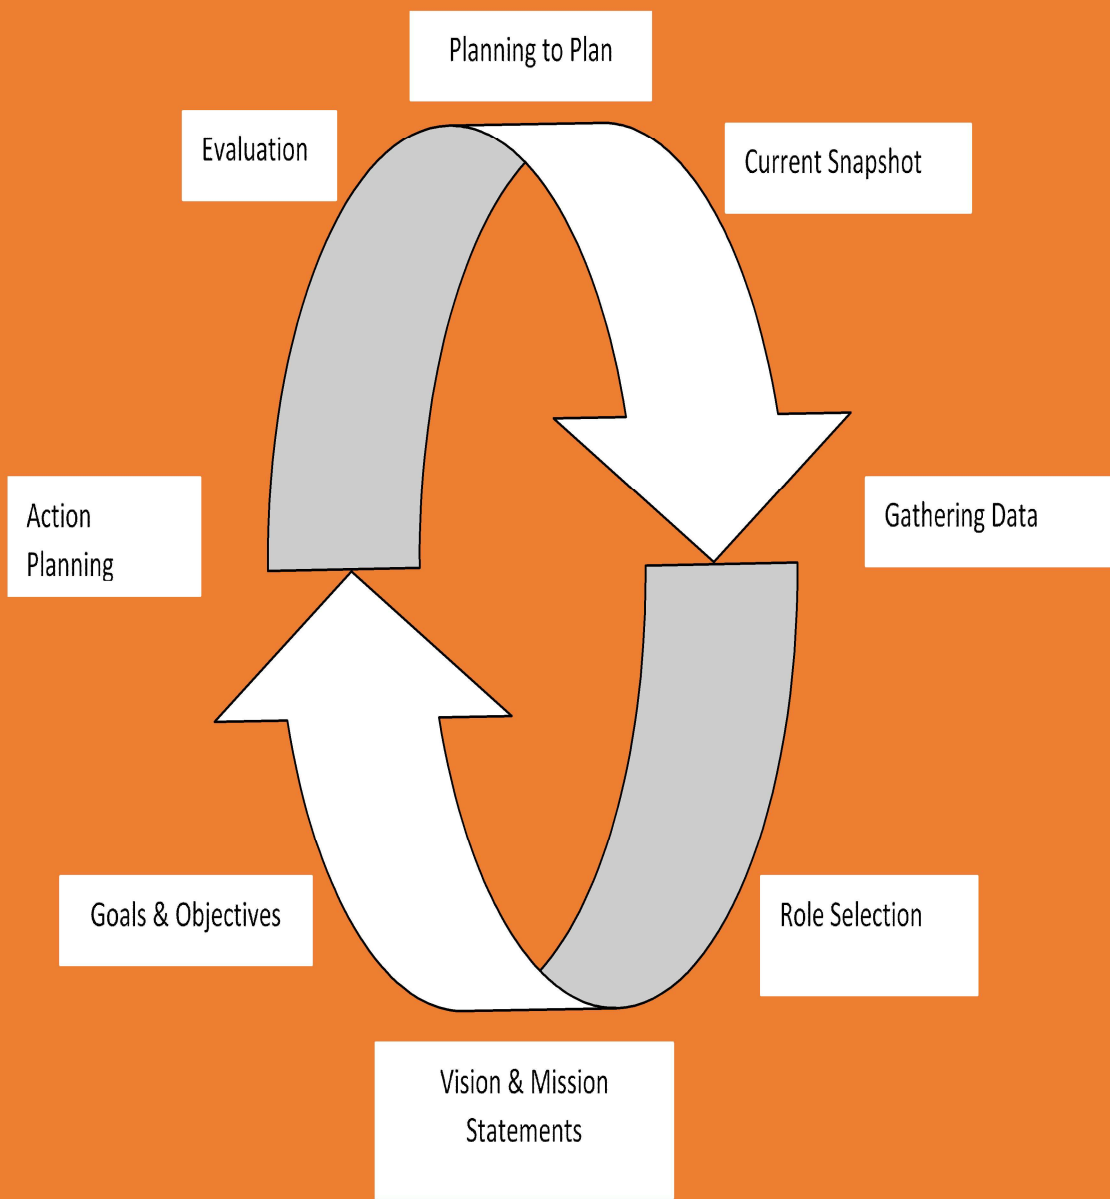 Planning to Plan
Evaluation
Current Snapshot
Action
Planning
Gathering Data
Goals & Objectives
Role Selection
Vision & Mission
Statements